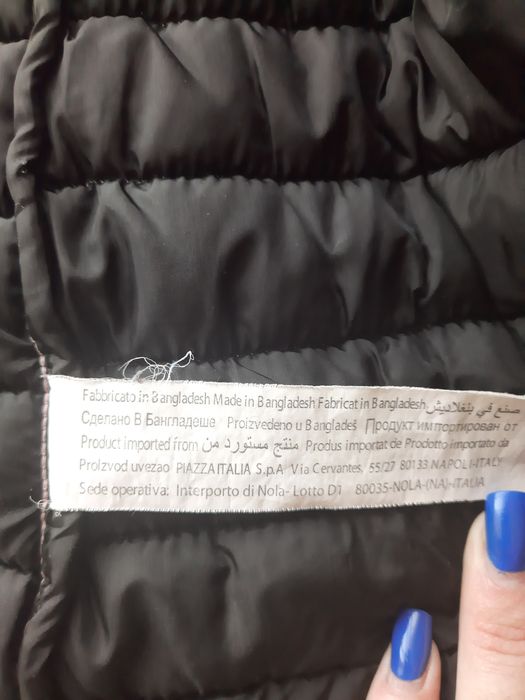 Fabbricato in Bangladesh Made in Bangladesh Fabricat in Bangladesh صنع في بنغلاديش
Сделано В Бангладеше Proizvedeno u Bangladeš Продукт импортирован от
Product imported from منتج مستورد من Produs importat de Prodotto importato da
Proizvod uvezao PIAZZA ITALIA S.p.A Via Cervantes, 55/27 80133 NAPOLI-ITALY
Sede operativa: Interporto di Nola- Lotto D1 80035-NOLA-(NA)-ITALIA